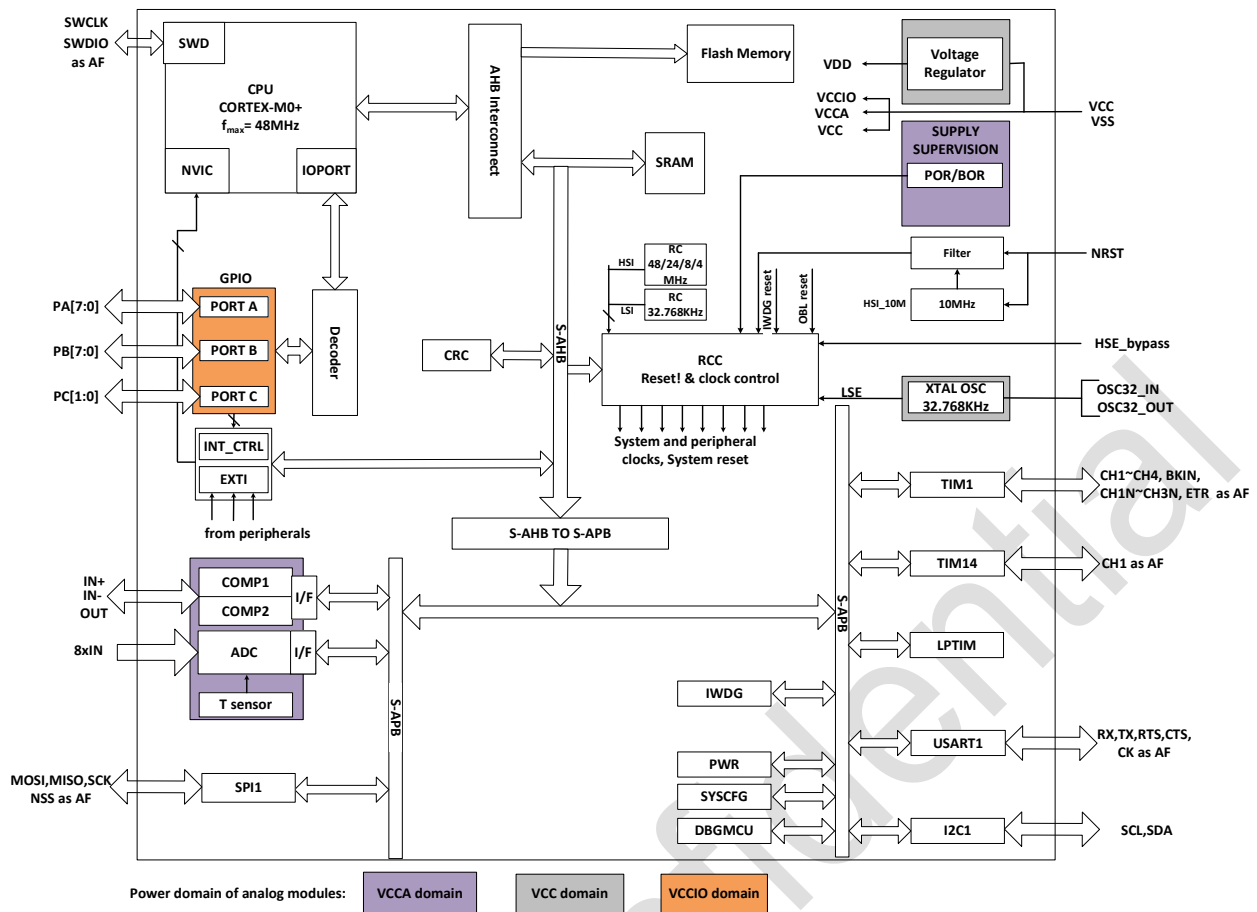 SWCLK
SWDIO
as AF
SWD
CPU
CORTEX-M0+
fmax= 48MHz
NVIC
IOPORT
AHB Interconnect
Flash Memory
SRAM
Voltage
Regulator
VDD
VCCIO
VCCA
VCC
VCC
VSS
SUPPLY
SUPERVISION
POR/BOR
Filter
NRST
HSI_10M
10MHz
HSI
RC
48/24/8/4
MHz
LSI
RC
32.768KHz
IWDG reset
OBL reset
GPIO
PORT A
PORT B
PORT C
PA[7:0]
PB[7:0]
PC[1:0]
Decoder
CRC
S-AHB
RCC
Reset! & clock control
HSE_bypass
LSE
XTAL OSC
32.768KHz
OSC32_IN
OSC32_OUT
System and peripheral
clocks, System reset
INT_CTRL
EXTI
from peripherals
S-AHB TO S-APB
TIM1
CH1~CH4, BKIN,
CH1N~CH3N, ETR as AF
TIM14
CH1 as AF
IN+
IN-
OUT
COMP1
COMP2
I/F
8xIN
ADC
I/F
T sensor
S-APB
S-APB
LPTIM
IWDG
USART1
RX,TX,RTS,CTS,
CK as AF
PWR
SYSCFG
DBGMCU
I2C1
SCL,SDA
MOSI,MISO,SCK
NSS as AF
SPI1
Power domain of analog modules:
VCCA domain
VCC domain
VCCIO domain
fidential